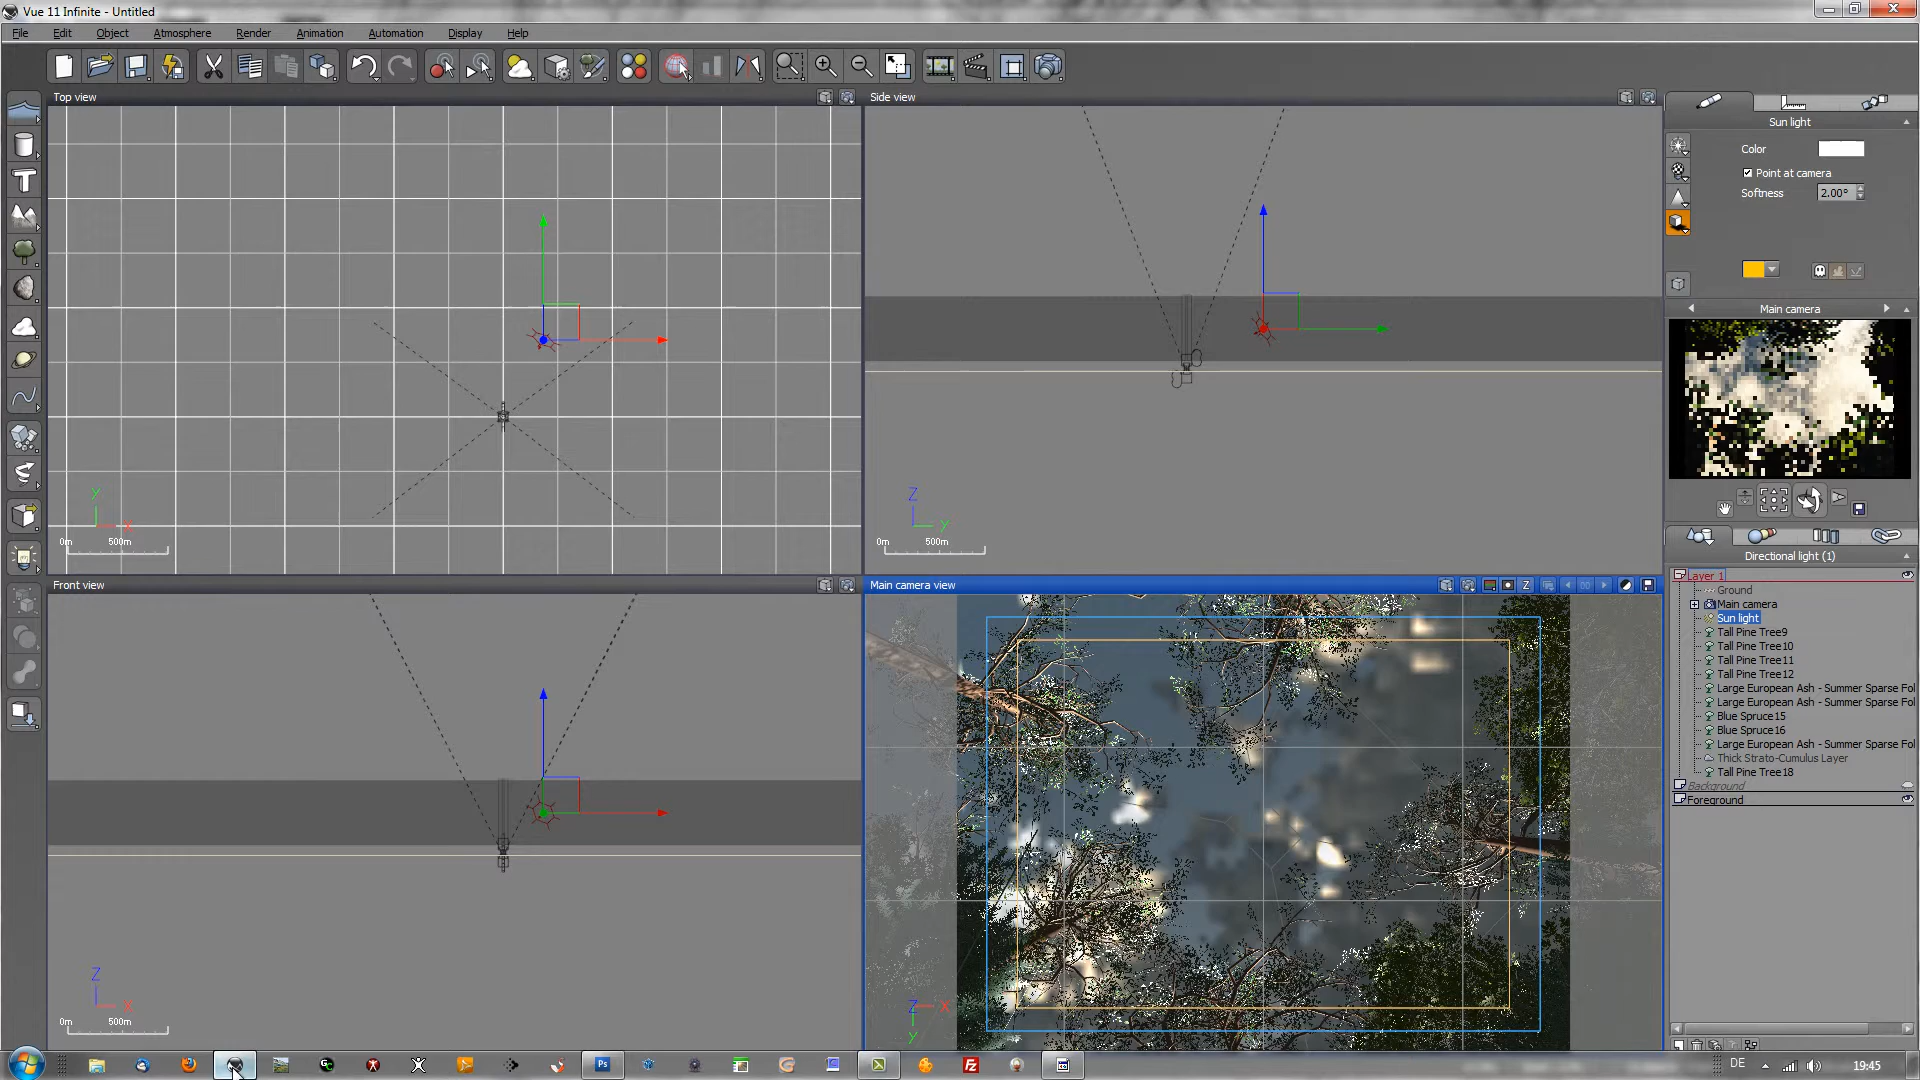 Vue 11 Infinite - Untitled
File Edit Object Atmosphere Render Animation Automation Display Help
Top view
Side view
Sun light
Color
Point at camera
Softness 2.00°
Main camera
Y
X
0m 500m
Z
Y
0m 500m
Directional light (1)
Layer 1
Ground
Main camera
Sun light
Tall Pine Tree9
Tall Pine Tree10
Tall Pine Tree11
Tall Pine Tree12
Large European Ash - Summer Sparse Fol
Large European Ash - Summer Sparse Fol
Blue Spruce15
Blue Spruce16
Large European Ash - Summer Sparse Fol
Thick Strato-Cumulus Layer
Tall Pine Tree18
Background
Foreground
Front view
Main camera view
Z
Z
X
0m 500m
Z
X
Y
Ps
Fz
DE
19:45